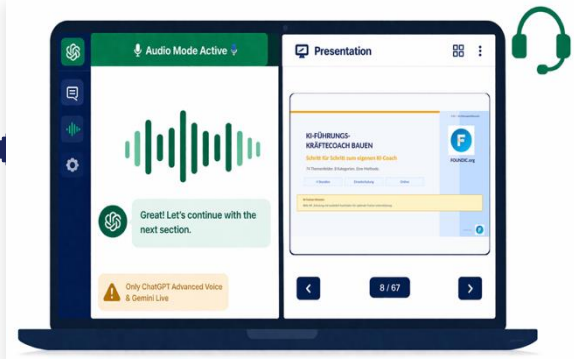 Audio Mode Active
Great! Let's continue with the
next section.
Only ChatGPT Advanced Voice
& Gemini Live
Presentation
KI-FÜHRUNGS-
KRÄFTECOACH BAUEN
Schritt für Schritt zum eigenen KI-Coach
F
FOUNDIC.org
F
8 / 67